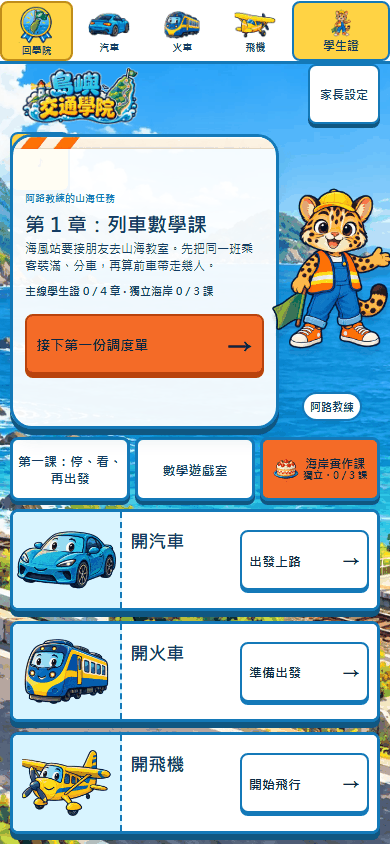 回學院
汽車
火車
飛機
學生證
島嶼
交通學院
家長設定
阿路教練的山海任務
第 1 章：列車數學課
海風站要接朋友去山海教室。先把同一班乘
客裝滿、分車，再算前車帶走幾人。
主線學生證 0 / 4 章 · 獨立海岸 0 / 3 課
接下第一份調度單 →
阿路教練
第一課：停、看、
再出發
數學遊戲室
海岸實作課
獨立 · 0 / 3 課
開汽車
出發上路 →
開火車
準備出發 →
開飛機
開始飛行 →